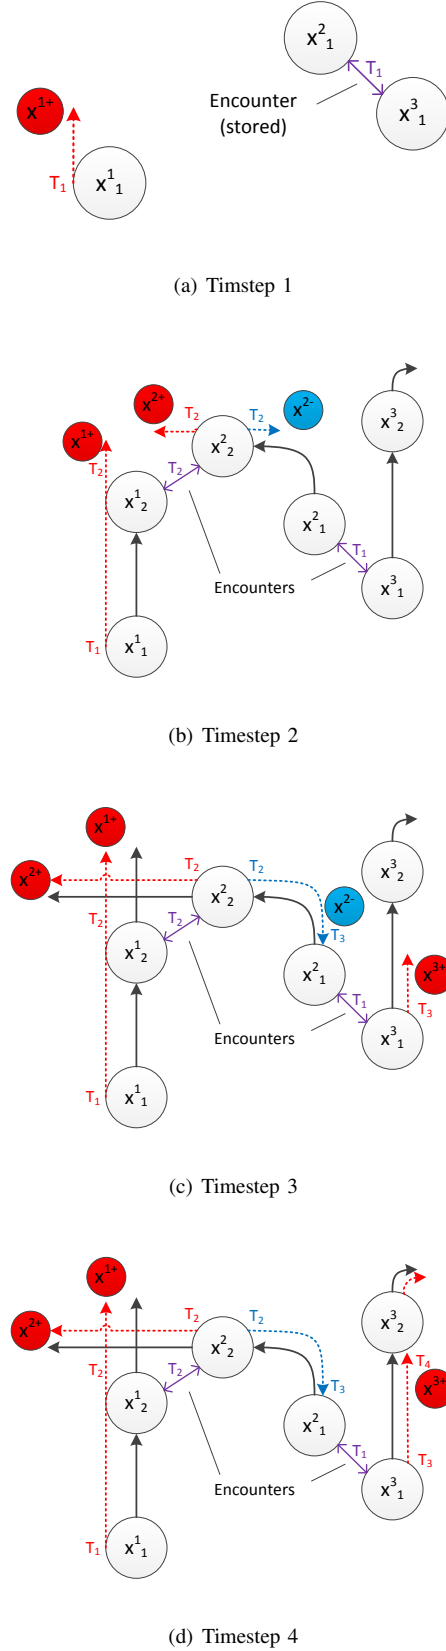 x²₁
T₁
x¹⁺
Encounter
(stored)
x³₁
T₁
x¹₁
(a) Timstep 1
x³₂
x²⁺
T₂
T₂
x²⁻
x¹⁺
x²₂
T₂
T₂
x¹₂
x²₁
T₁
Encounters
x³₁
T₁
x¹₁
(b) Timestep 2
x¹⁺
x²⁺
T₂
T₂
x³₂
x²₂
x²⁻
T₂
T₂
T₃
x¹₂
x²₁
x³⁺
T₁
T₃
Encounters
x³₁
T₁
x¹₁
(c) Timestep 3
x¹⁺
x²⁺
T₂
T₂
x³₂
x²₂
T₂
T₂
T₄
T₃
x³⁺
x¹₂
x²₁
T₁
T₃
Encounters
x³₁
T₁
x¹₁
(d) Timestep 4